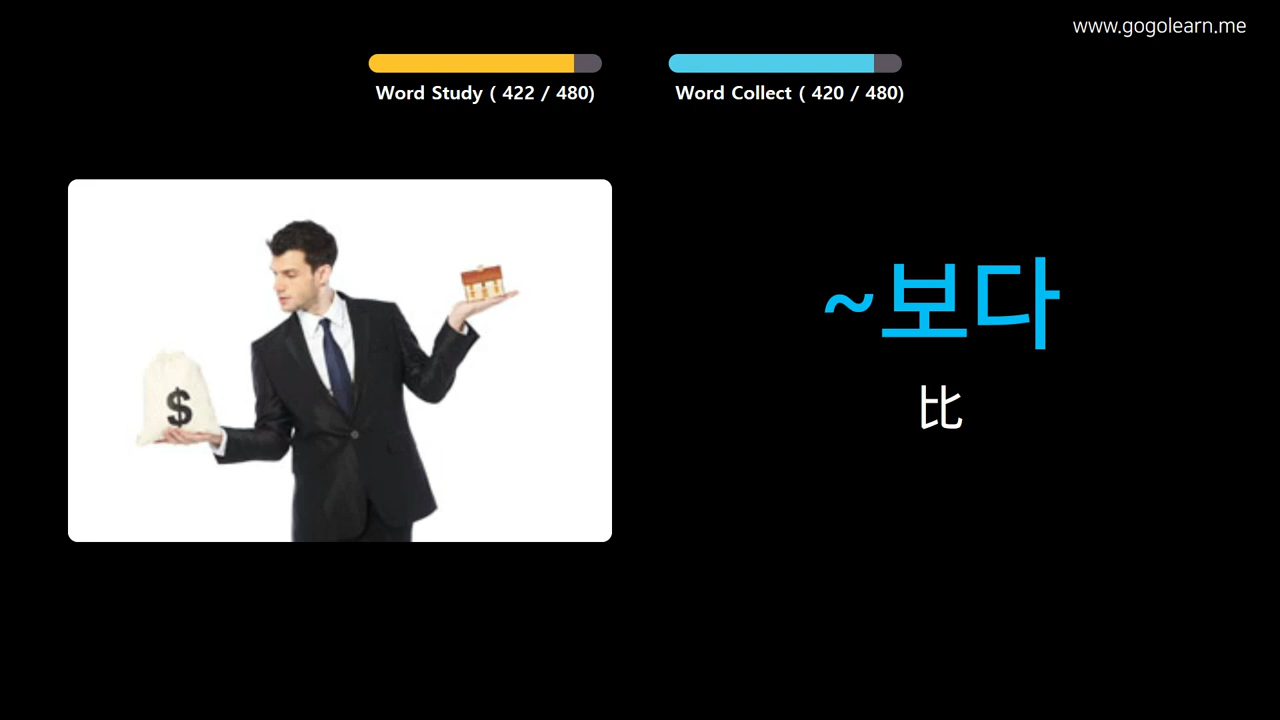 www.gogolearn.me
Word Study ( 422 / 480)
Word Collect ( 420 / 480)
$
~보다
比